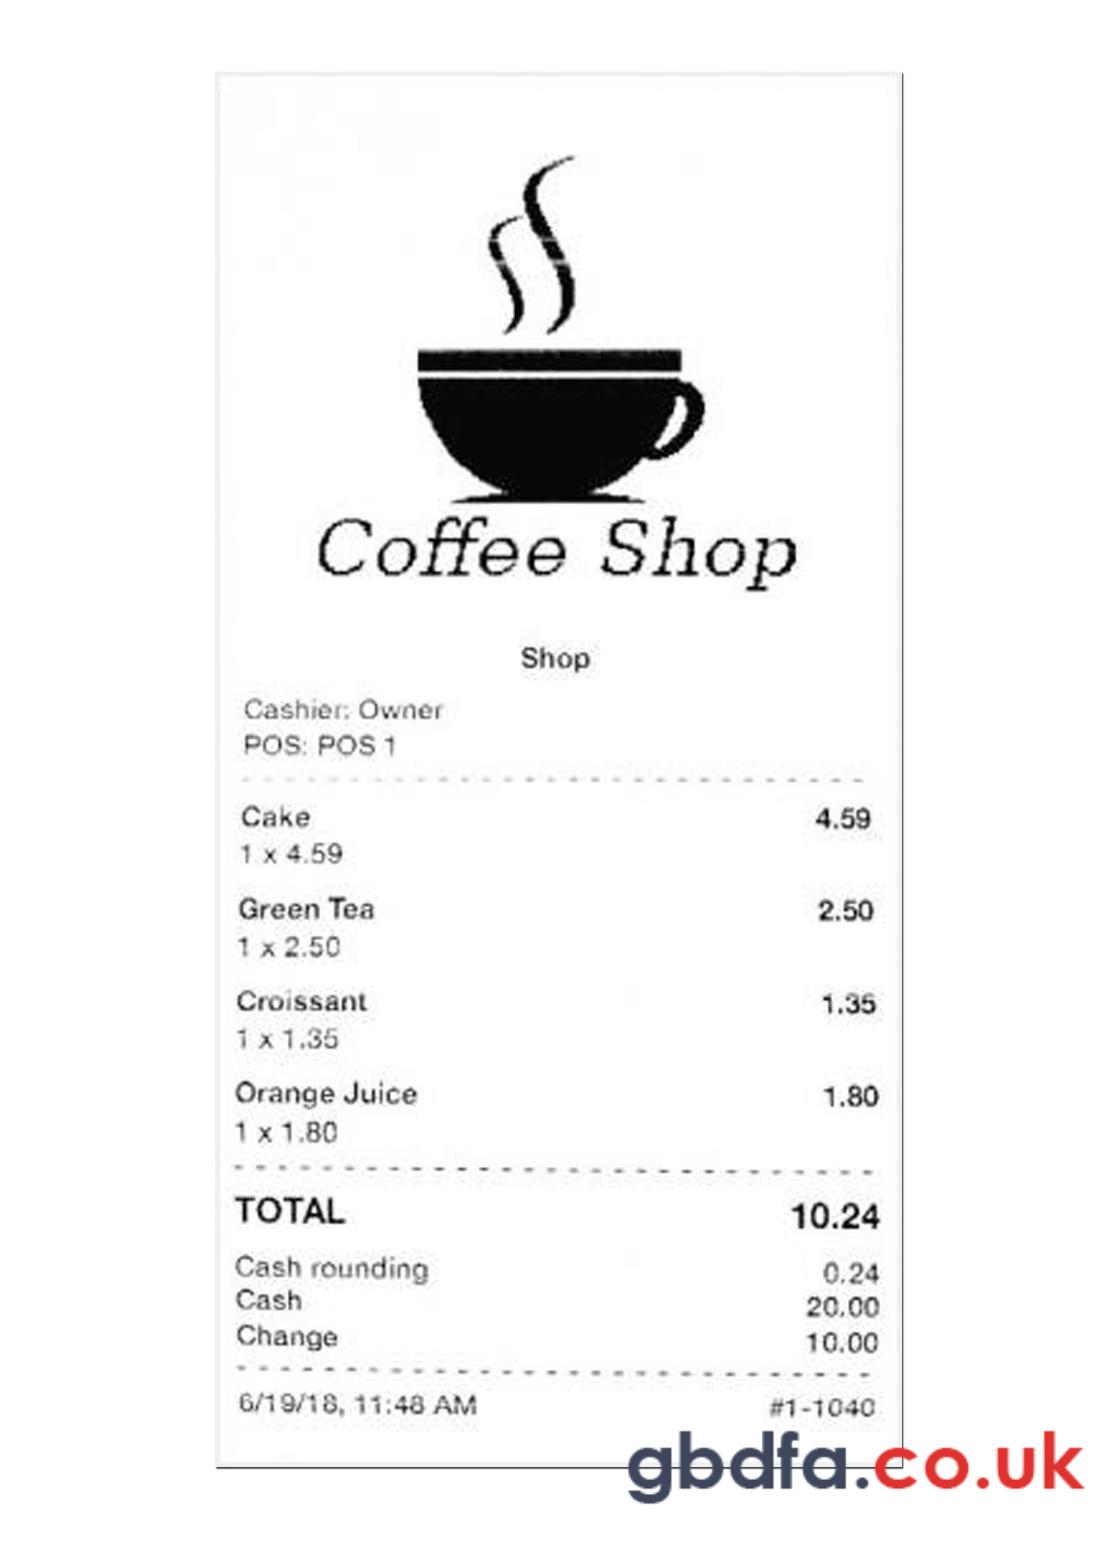 Coffee Shop
Shop
Cashier: Owner
POS: POS 1
Cake 4.59
1 x 4.59
Green Tea 2.50
1 x 2.50
Croissant 1.35
1 x 1.35
Orange Juice 1.80
1 x 1.80
TOTAL 10.24
Cash rounding 0.24
Cash 20.00
Change 10.00
6/19/18, 11:48 AM #1-1040
gbdfa.co.uk